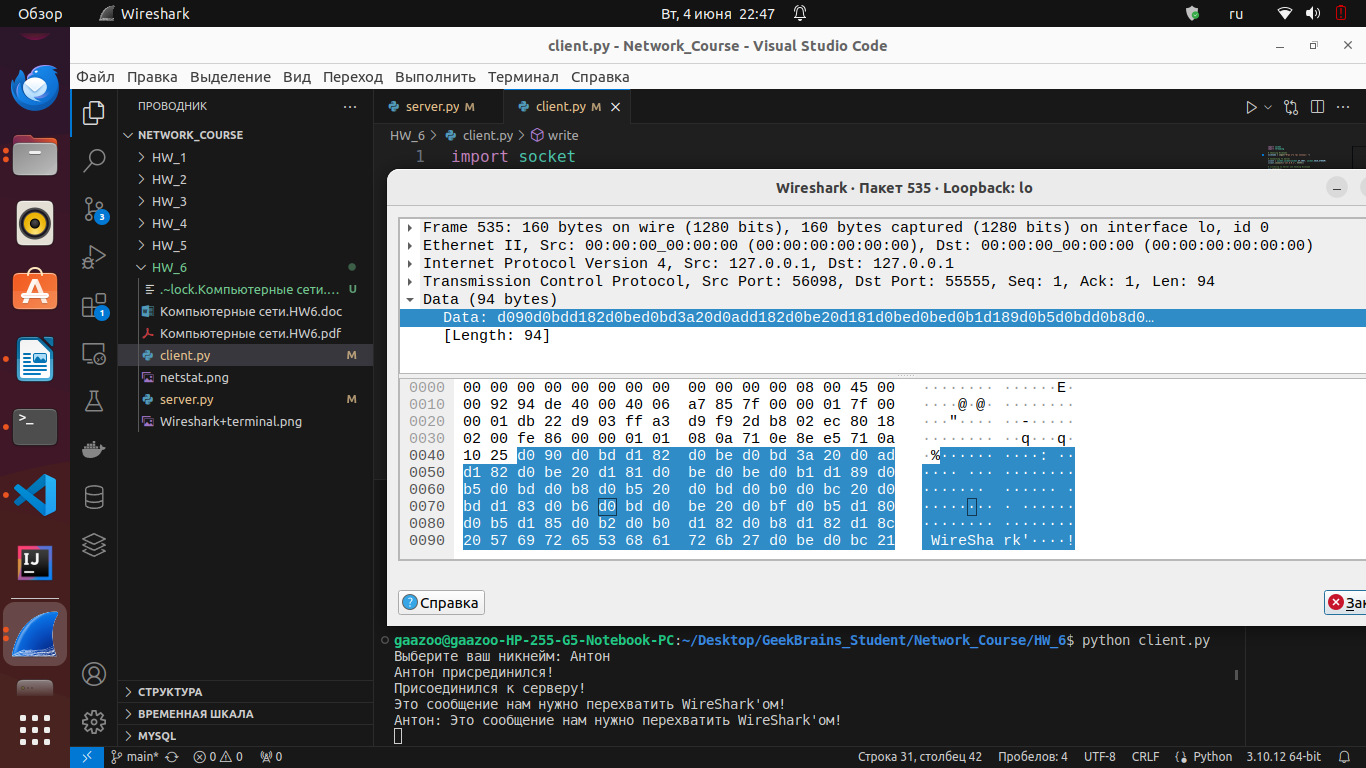 Обзор
Wireshark
Вт, 4 июня 22:47
ru
client.py - Network_Course - Visual Studio Code
Файл Правка Выделение Вид Переход Выполнить Терминал Справка
ПРОВОДНИК
server.py M
client.py M
NETWORK_COURSE
HW_6 > client.py > write
HW_1
1 import socket
HW_2
HW_3
HW_4
HW_5
HW_6
.~lock.Компьютерные сети.... U
Компьютерные сети.HW6.doc
Компьютерные сети.HW6.pdf
client.py M
netstat.png
server.py M
Wireshark+terminal.png
3
1
Wireshark · Пакет 535 · Loopback: lo
Frame 535: 160 bytes on wire (1280 bits), 160 bytes captured (1280 bits) on interface lo, id 0
Ethernet II, Src: 00:00:00_00:00:00 (00:00:00:00:00:00), Dst: 00:00:00_00:00:00 (00:00:00:00:00:00)
Internet Protocol Version 4, Src: 127.0.0.1, Dst: 127.0.0.1
Transmission Control Protocol, Src Port: 56098, Dst Port: 55555, Seq: 1, Ack: 1, Len: 94
Data (94 bytes)
Data: d090d0bdd182d0bed0bd3a20d0add182d0be20d181d0bed0bed0b1d189d0b5d0bdd0b8d0…
[Length: 94]
0000 00 00 00 00 00 00 00 00 00 00 00 00 08 00 45 00 ········ ······E·
0010 00 92 94 de 40 00 40 06 a7 85 7f 00 00 01 7f 00 ····@·@· ········
0020 00 01 db 22 d9 03 ff a3 d9 f9 2d b8 02 ec 80 18 ···"···· ··-·····
0030 02 00 fe 86 00 00 01 01 08 0a 71 0e 8e e5 71 0a ········ ··q···q·
0040 10 25 d0 90 d0 bd d1 82 d0 be d0 bd 3a 20 d0 ad ·%······ ····: ··
0050 d1 82 d0 be 20 d1 81 d0 be d0 be d0 b1 d1 89 d0 ···· ··· ········
0060 b5 d0 bd d0 b8 d0 b5 20 d0 bd d0 b0 d0 bc 20 d0 ······· ······ ·
0070 bd d1 83 d0 b6 d0 bd d0 be 20 d0 bf d0 b5 d1 80 ········ · ······
0080 d0 b5 d1 85 d0 b2 d0 b0 d1 82 d0 b8 d1 82 d1 8c ········ ········
0090 20 57 69 72 65 53 68 61 72 6b 27 d0 be d0 bc 21 WireSha rk'····!
Справка
gaazoo@gaazoo-HP-255-G5-Notebook-PC:~/Desktop/GeekBrains_Student/Network_Course/HW_6$ python client.py
Выберите ваш никнейм: Антон
Антон присрединился!
Присоединился к серверу!
Это сообщение нам нужно перехватить WireShark'ом!
Антон: Это сообщение нам нужно перехватить WireShark'ом!
СТРУКТУРА
ВРЕМЕННАЯ ШКАЛА
MYSQL
main* 0 0 0 Строка 31, столбец 42 Пробелов: 4 UTF-8 CRLF Python 3.10.12 64-bit